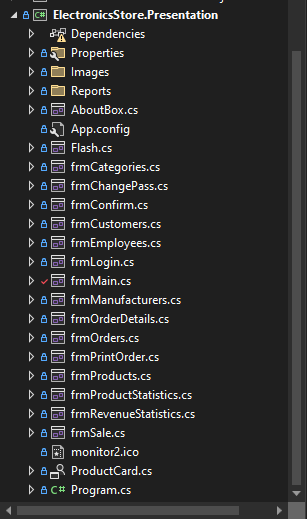 C# ElectronicsStore.Presentation
Dependencies
Properties
Images
Reports
AboutBox.cs
App.config
Flash.cs
frmCategories.cs
frmChangePass.cs
frmConfirm.cs
frmCustomers.cs
frmEmployees.cs
frmLogin.cs
frmMain.cs
frmManufacturers.cs
frmOrderDetails.cs
frmOrders.cs
frmPrintOrder.cs
frmProducts.cs
frmProductStatistics.cs
frmRevenueStatistics.cs
frmSale.cs
monitor2.ico
ProductCard.cs
C# Program.cs